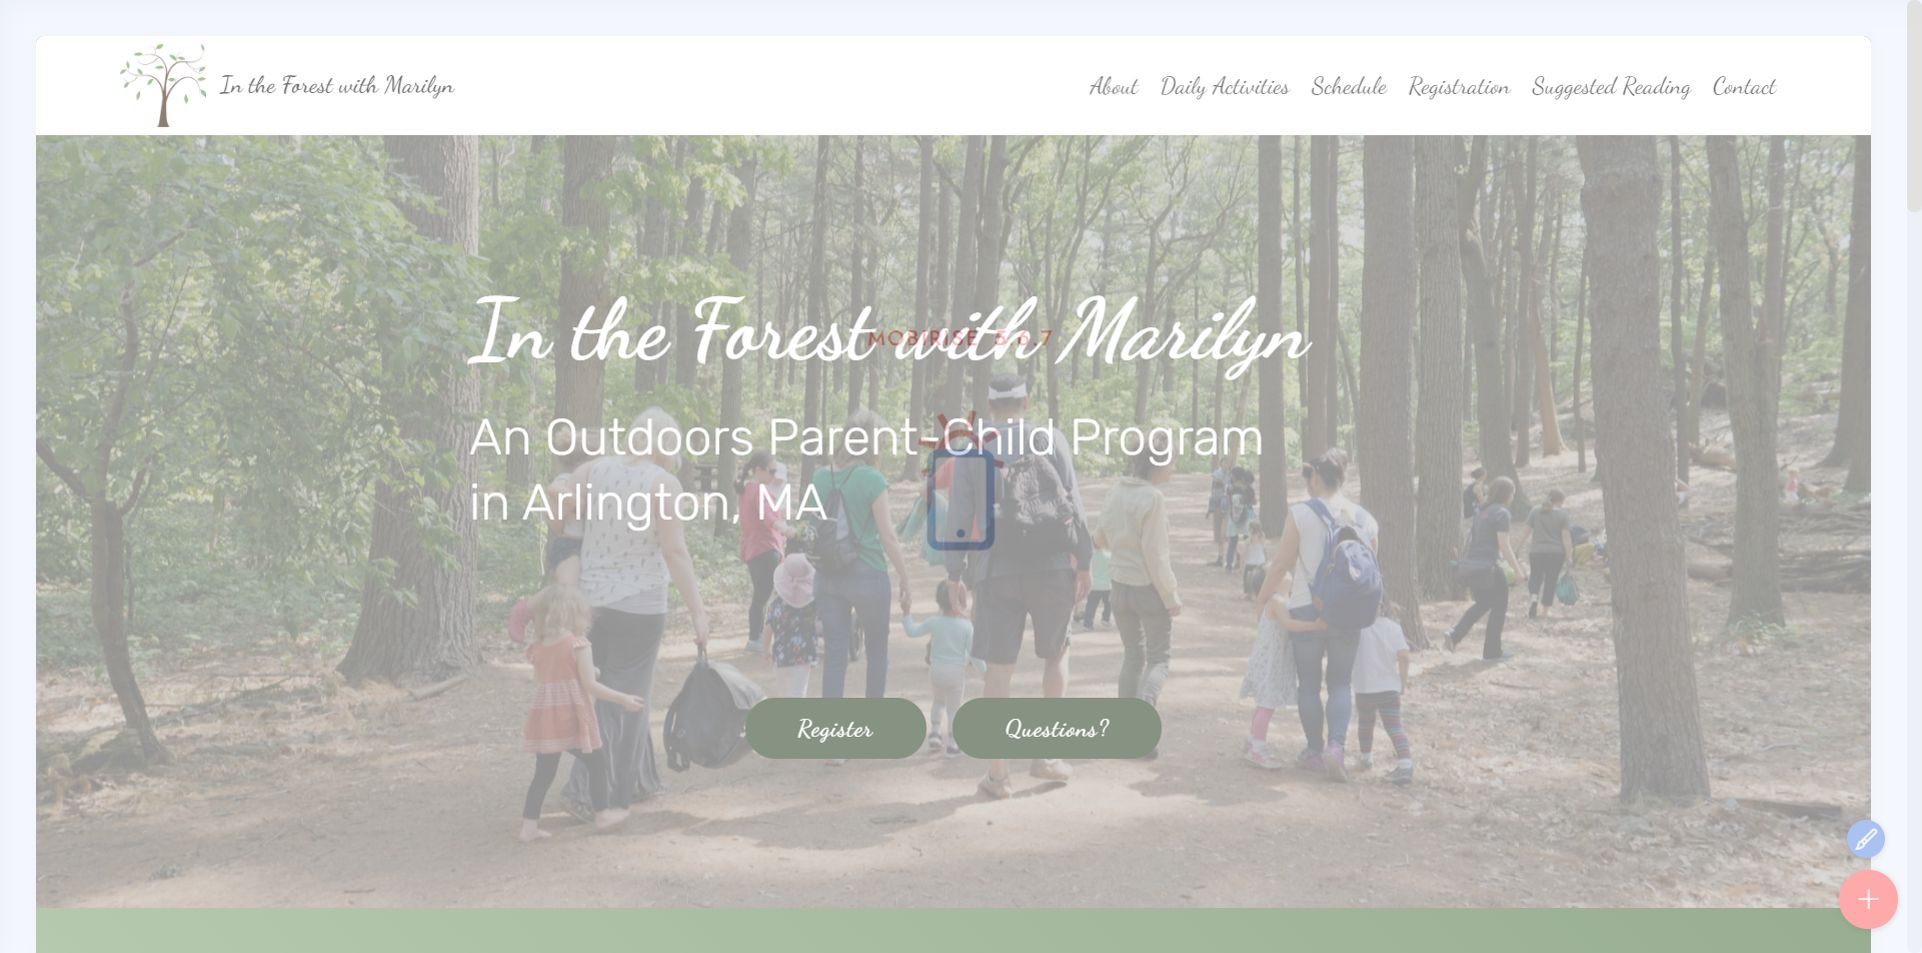 In the Forest with Marilyn
About Daily Activities Schedule Registration Suggested Reading Contact
In the Forest with Marilyn
MOBIRISE 5.6.7
An Outdoors Parent-Child Program
in Arlington, MA
Register
Questions?